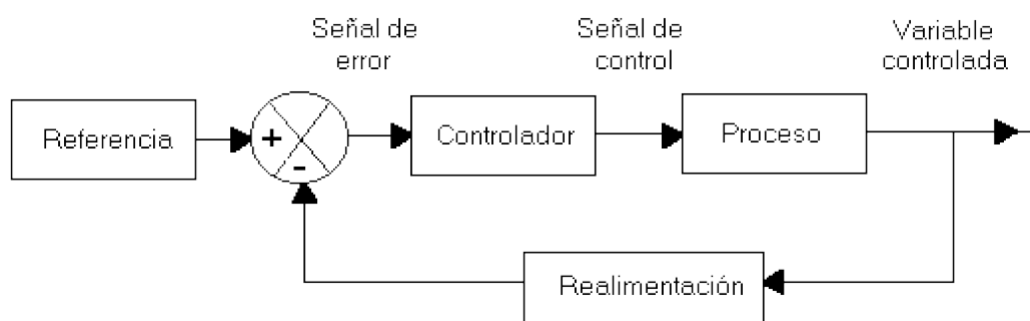 Señal de
error
Señal de
control
Variable
controlada
Referencia
+
-
Controlador
Proceso
Realimentación